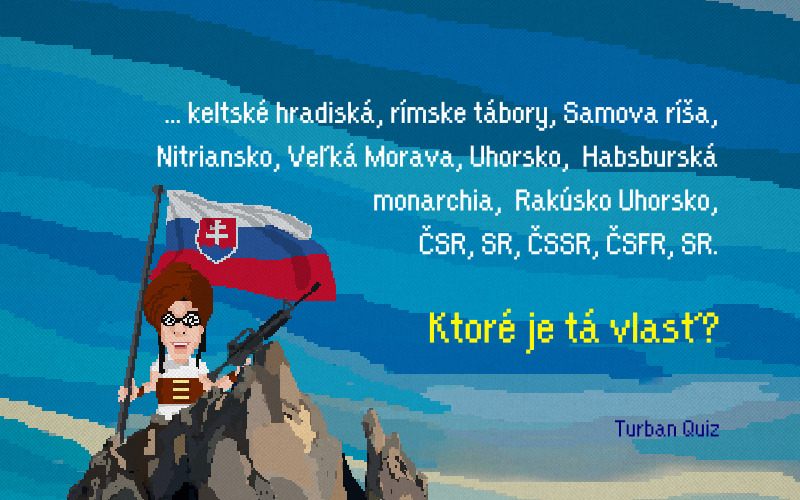 ... keltské hradiská, rímske tábory, Samova ríša,
Nitriansko, Veľká Morava, Uhorsko, Habsburská
monarchia, Rakúsko Uhorsko,
ČSR, SR, ČSSR, ČSFR, SR.
Ktoré je tá vlasť?
Turban Quiz